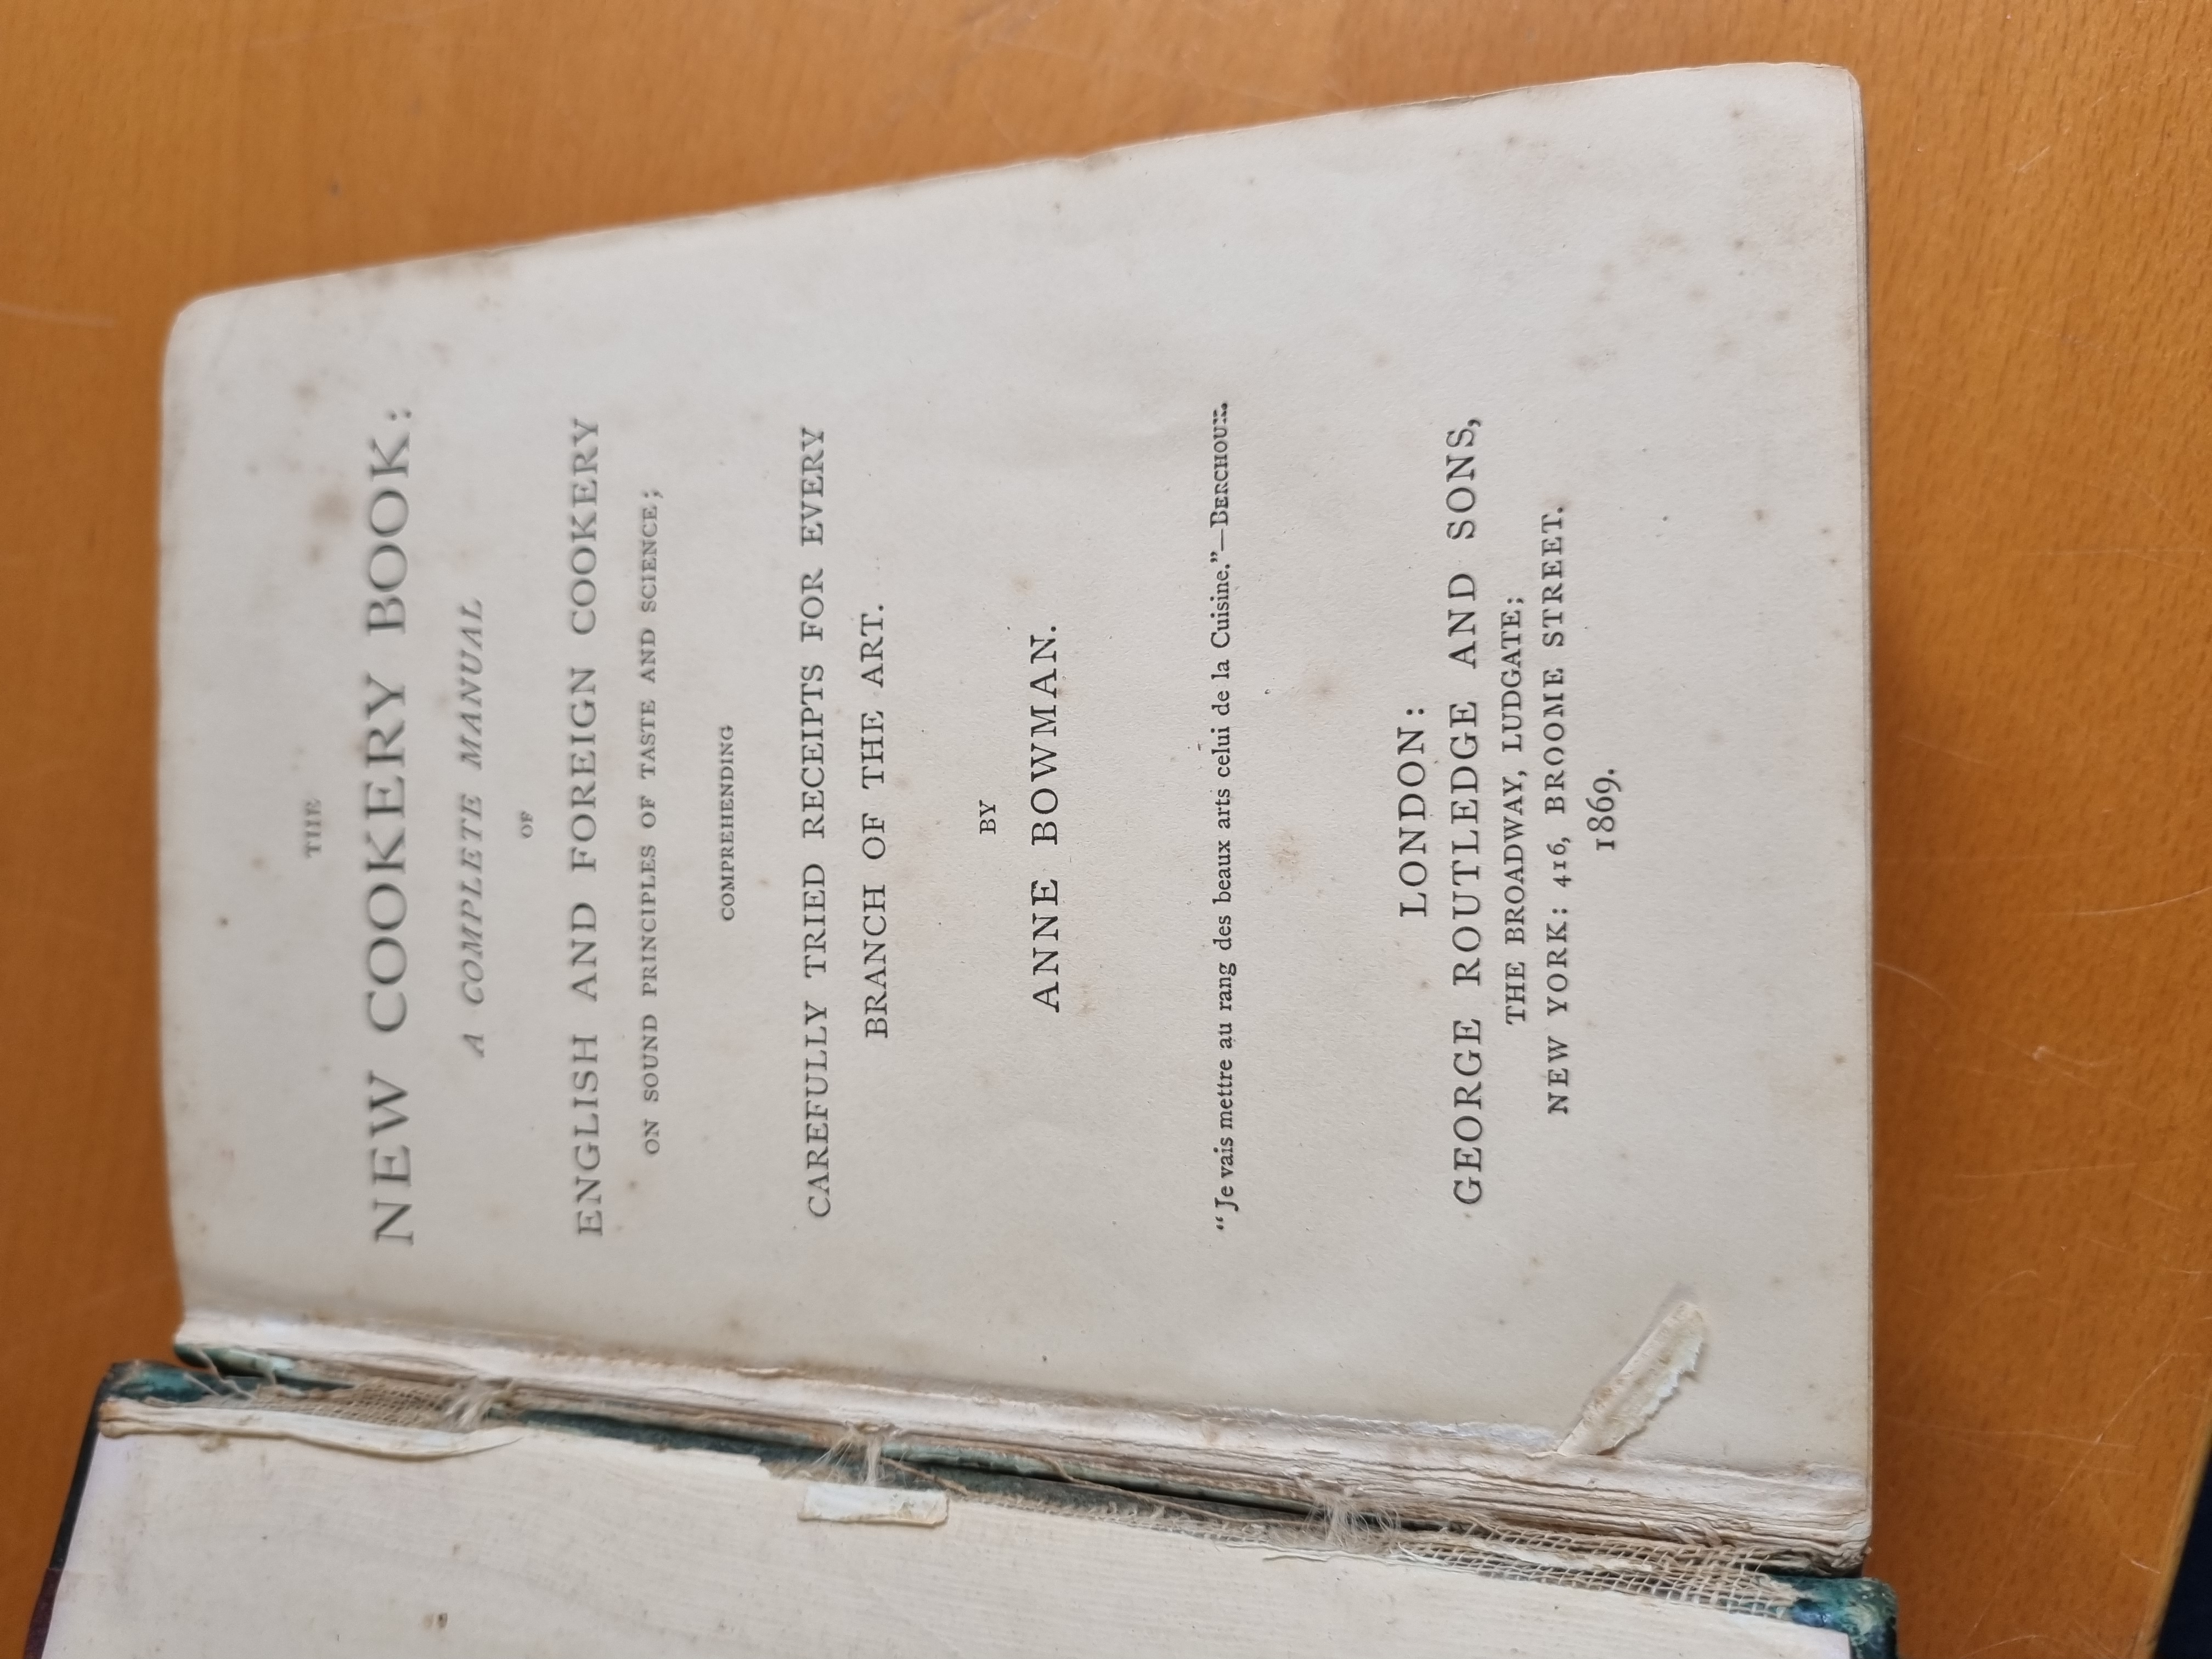 THE
NEW COOKERY BOOK:
A COMPLETE MANUAL
OF
ENGLISH AND FOREIGN COOKERY
ON SOUND PRINCIPLES OF TASTE AND SCIENCE;
COMPREHENDING
CAREFULLY TRIED RECEIPTS FOR EVERY
BRANCH OF THE ART.
BY
ANNE BOWMAN.
“Je vais mettre au rang des beaux arts celui de la Cuisine.”—BERCHOUX.
LONDON:
GEORGE ROUTLEDGE AND SONS,
THE BROADWAY, LUDGATE;
NEW YORK: 416, BROOME STREET.
1869.